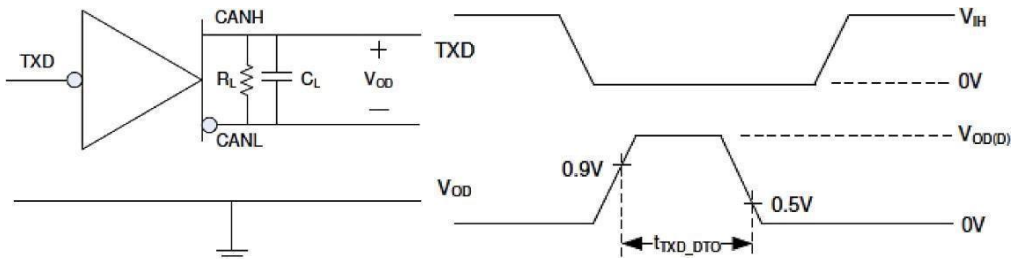 CANH
TXD
R_L
C_L
+
V_OD
—
CANL
TXD
V_IH
0V
V_OD
0.9V
V_OD(D)
0.5V
0V
t_TXD_DTO